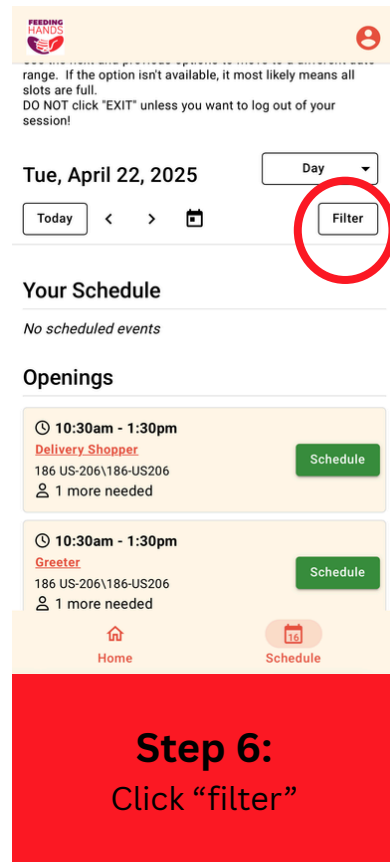 FEEDING
HANDS
use the next and previous options to move to a different date
range.  If the option isn't available, it most likely means all
slots are full.
DO NOT click "EXIT" unless you want to log out of your
session!
Tue, April 22, 2025
Day
Today
Filter
Your Schedule
No scheduled events
Openings
10:30am - 1:30pm
Delivery Shopper
186 US-206\186-US206
1 more needed
Schedule
10:30am - 1:30pm
Greeter
186 US-206\186-US206
1 more needed
Schedule
Home
16
Schedule
Step 6:
Click “filter”